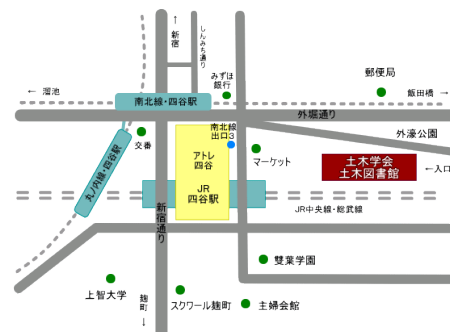 ↑
新宿
しんみち通り
みずほ
銀行
郵便局
← 溜池
南北線・四谷駅
飯田橋 →
外堀通り
南北線
出口3
交番
アトレ
四谷
マーケット
外濠公園
土木学会
土木図書館
←入口
丸ノ内線・四谷駅
JR
四谷駅
新宿通り
JR中央線・総武線
雙葉学園
上智大学
麹町
↓
スクワール麹町
主婦会館